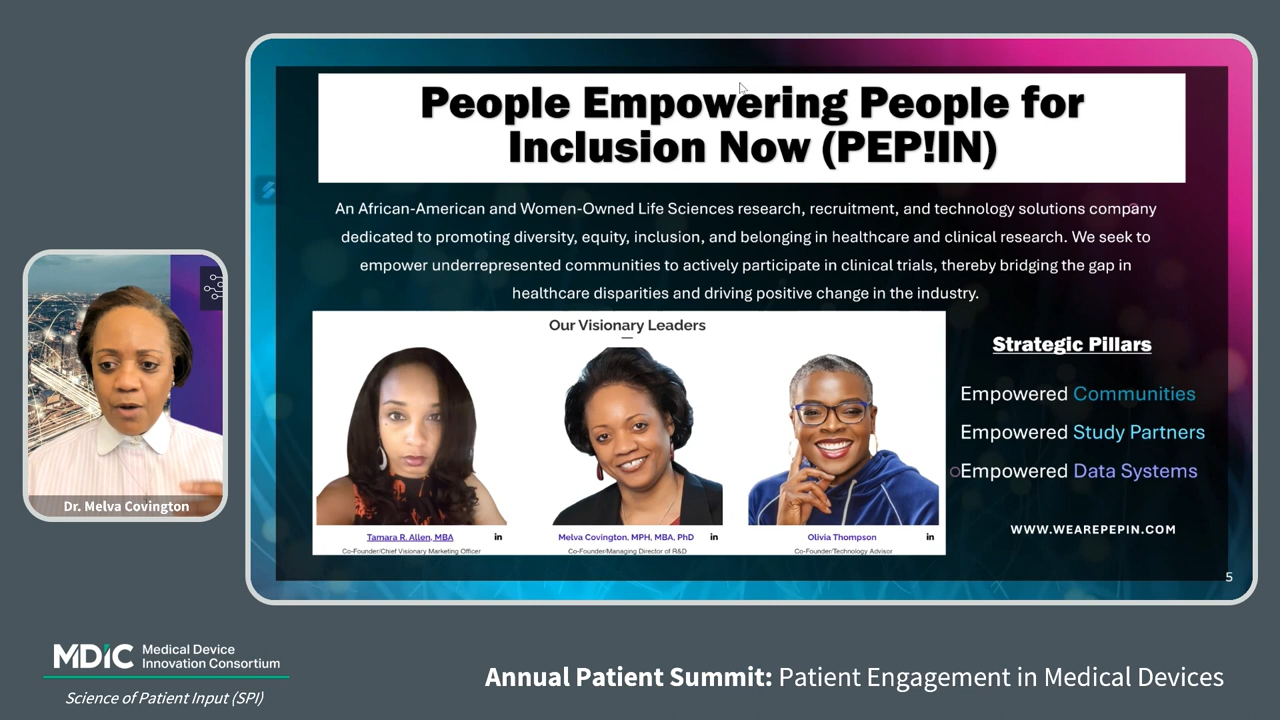 People Empowering People for
Inclusion Now (PEP!IN)
An African-American and Women-Owned Life Sciences research, recruitment, and technology solutions company
dedicated to promoting diversity, equity, inclusion, and belonging in healthcare and clinical research. We seek to
empower underrepresented communities to actively participate in clinical trials, thereby bridging the gap in
healthcare disparities and driving positive change in the industry.
Our Visionary Leaders
Tamara R. Allen, MBA
in
Co-Founder/Chief Visionary Marketing Officer
Melva Covington, MPH, MBA, PhD
in
Co-Founder/Managing Director of R&D
Olivia Thompson
in
Co-Founder/Technology Advisor
Strategic Pillars
Empowered Communities
Empowered Study Partners
Empowered Data Systems
WWW.WEAREPEPIN.COM
5
Dr. Melva Covington
MDIC
Medical Device
Innovation Consortium
Science of Patient Input (SPI)
Annual Patient Summit: Patient Engagement in Medical Devices